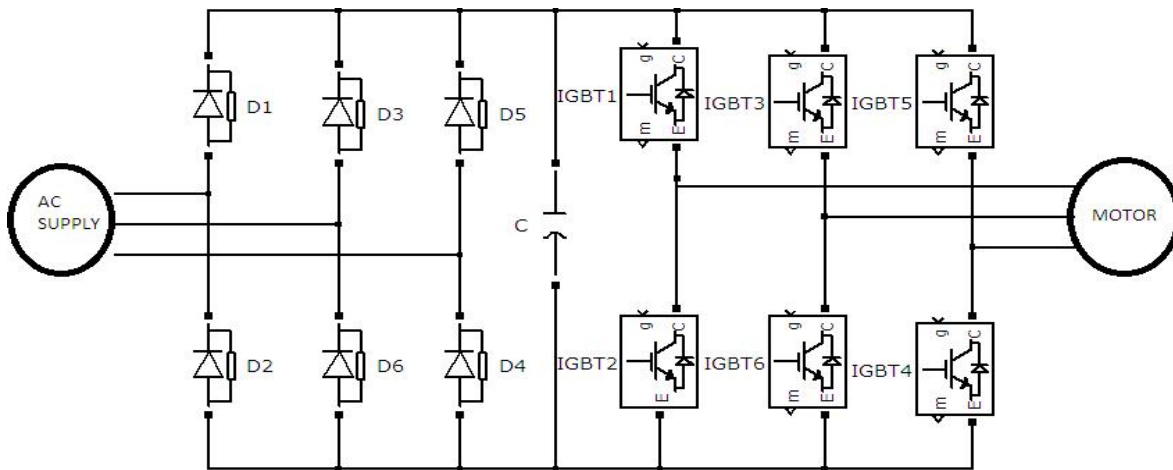 g
C
IGBT1
m
E
g
C
IGBT3
m
E
g
C
IGBT5
m
E
D1
D3
D5
AC
SUPPLY
C
MOTOR
D2
D6
D4
g
C
IGBT2
E
m
g
C
IGBT6
m
E
g
C
IGBT4
m
E